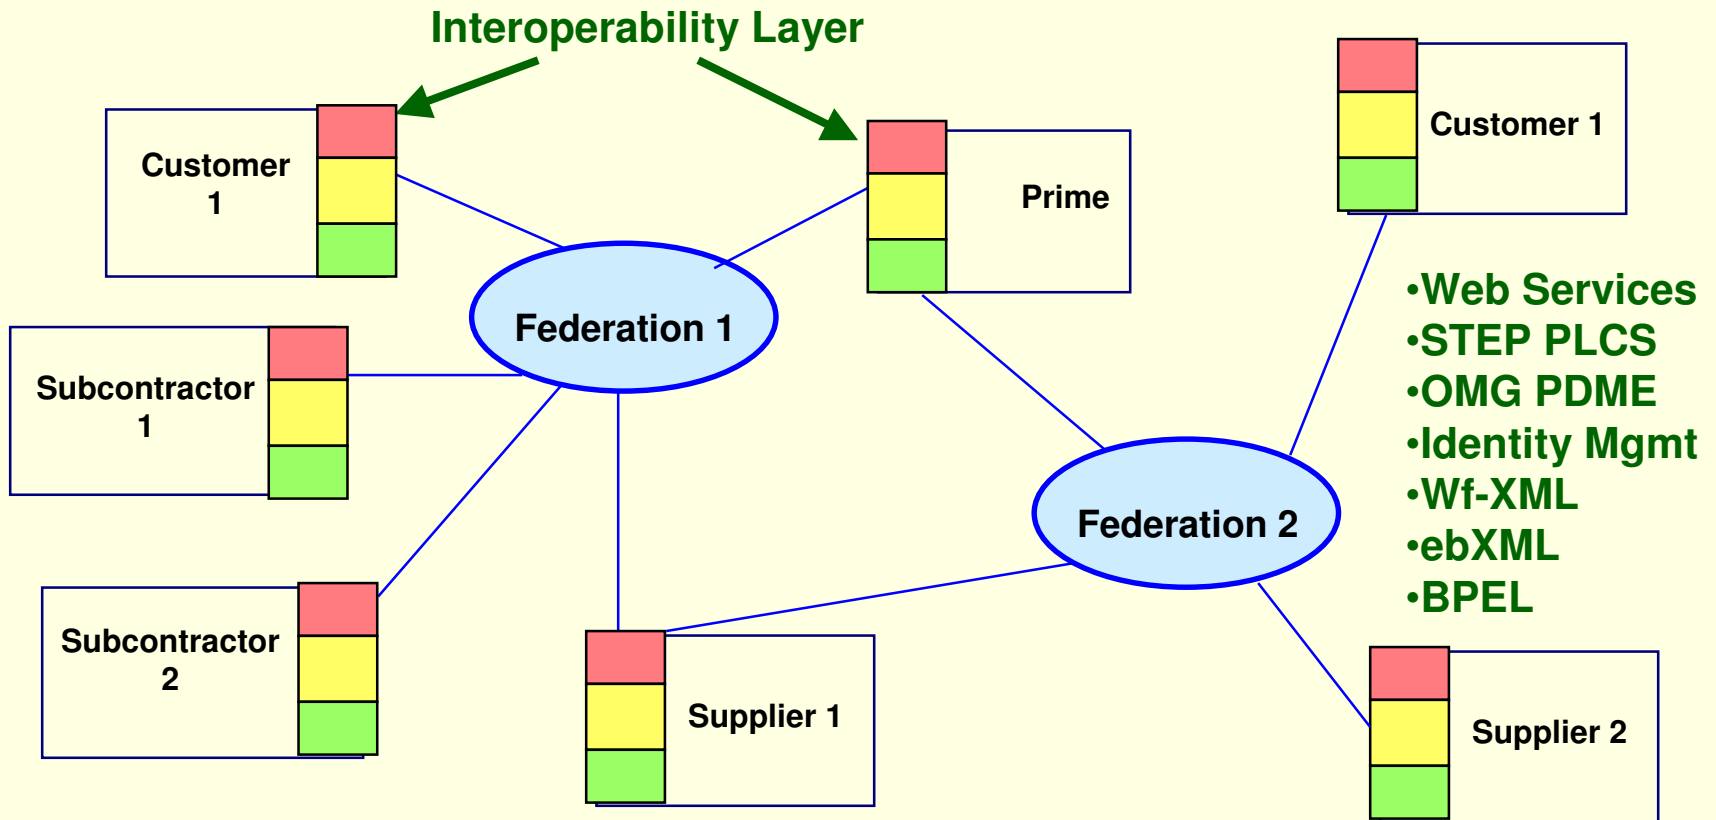 Interoperability Layer
Customer
1
Prime
Customer 1
Federation 1
Subcontractor
1
•Web Services
•STEP PLCS
•OMG PDME
•Identity Mgmt
•Wf-XML
•ebXML
•BPEL
Federation 2
Subcontractor
2
Supplier 1
Supplier 2